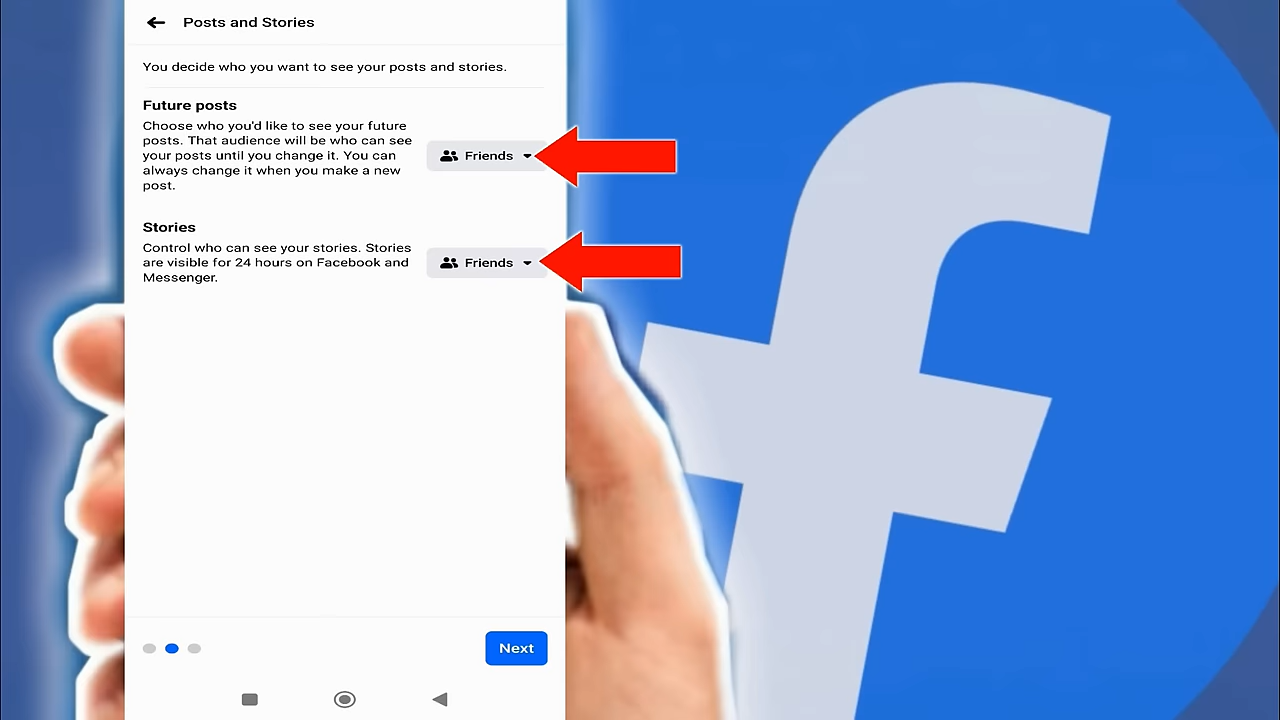 Posts and Stories
You decide who you want to see your posts and stories.
Future posts
Choose who you'd like to see your future
posts. That audience will be who can see
your posts until you change it. You can
always change it when you make a new
post.
Friends
Stories
Control who can see your stories. Stories
are visible for 24 hours on Facebook and
Messenger.
Friends
Next